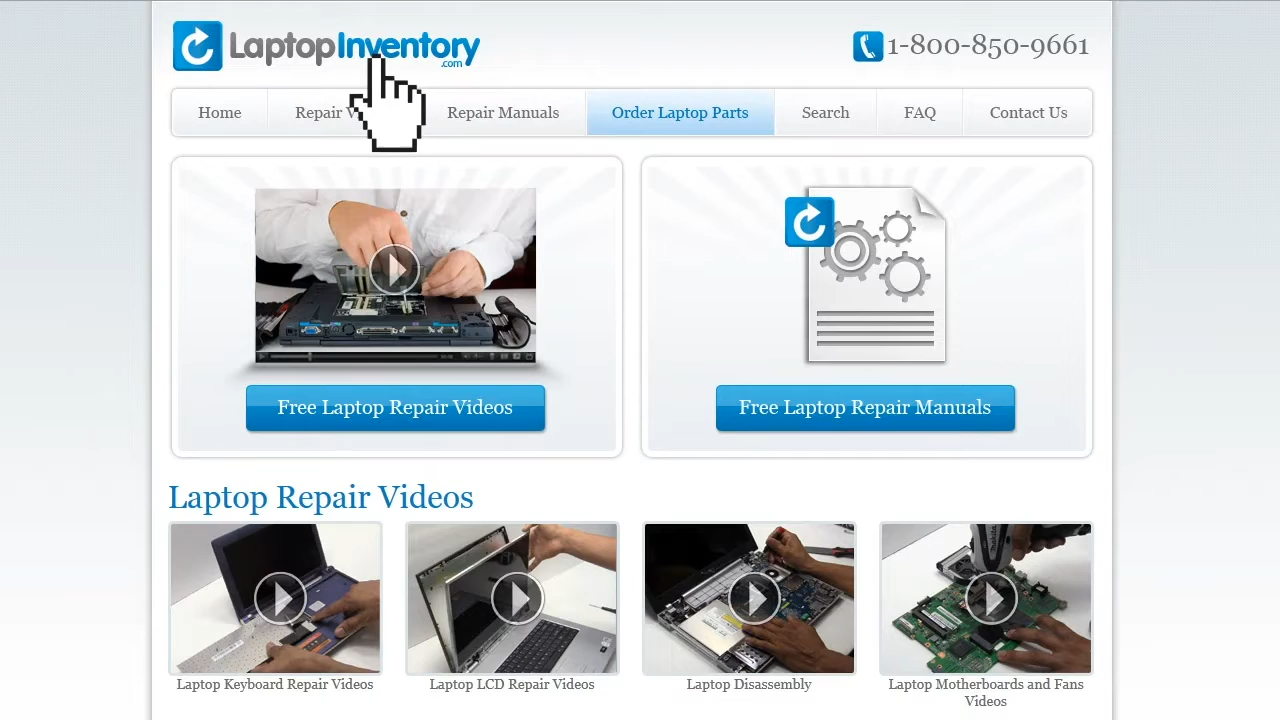 LaptopInventory
.com
1-800-850-9661
Home
Repair V
Repair Manuals
Order Laptop Parts
Search
FAQ
Contact Us
Free Laptop Repair Videos
Free Laptop Repair Manuals
Laptop Repair Videos
Laptop Keyboard Repair Videos
Laptop LCD Repair Videos
Laptop Disassembly
Laptop Motherboards and Fans
Videos